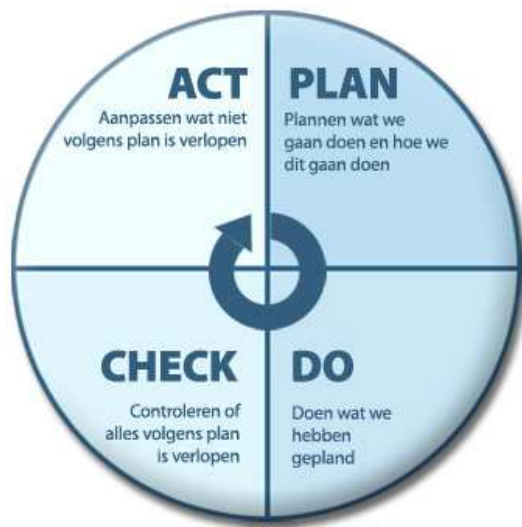 ACT
Aanpassen wat niet
volgens plan is verlopen
PLAN
Plannen wat we
gaan doen en hoe we
dit gaan doen
CHECK
Controleren of
alles volgens plan
is verlopen
DO
Doen wat we
hebben
gepland